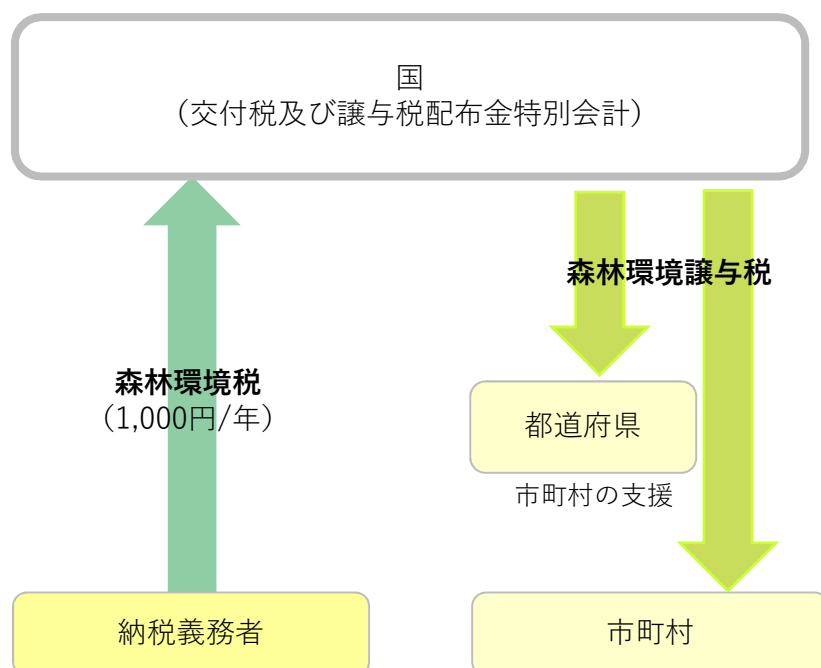 国
（交付税及び譲与税配布金特別会計）
森林環境譲与税
森林環境税
（1,000円/年）
都道府県
市町村の支援
納税義務者
市町村